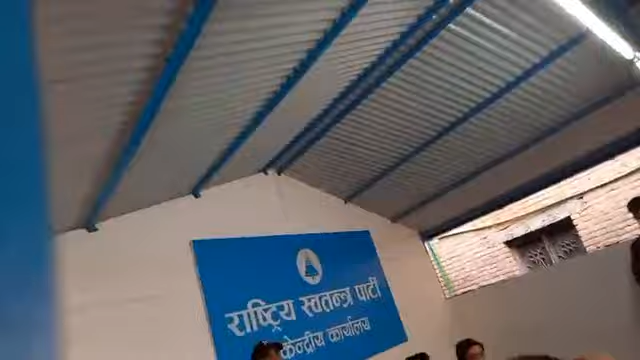 राष्ट्रिय स्वतन्त्र पार्टी
केन्द्रीय कार्यालय